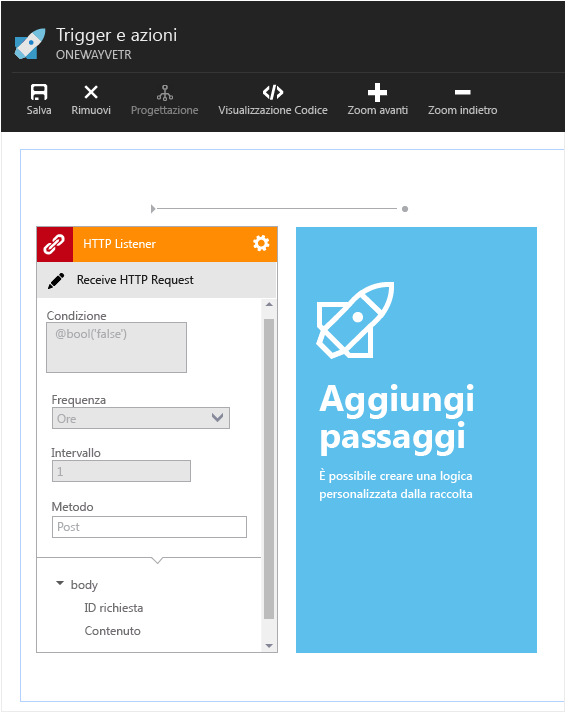 Trigger e azioni
ONEWAYVETR
Salva
Rimuovi
Progettazione
Visualizzazione Codice
Zoom avanti
Zoom indietro
HTTP Listener
Receive HTTP Request
Condizione
@bool('false')
Frequenza
Ore
Intervallo
1
Metodo
Post
body
ID richiesta
Contenuto
Aggiungi
passaggi
È possibile creare una logica
personalizzata dalla raccolta